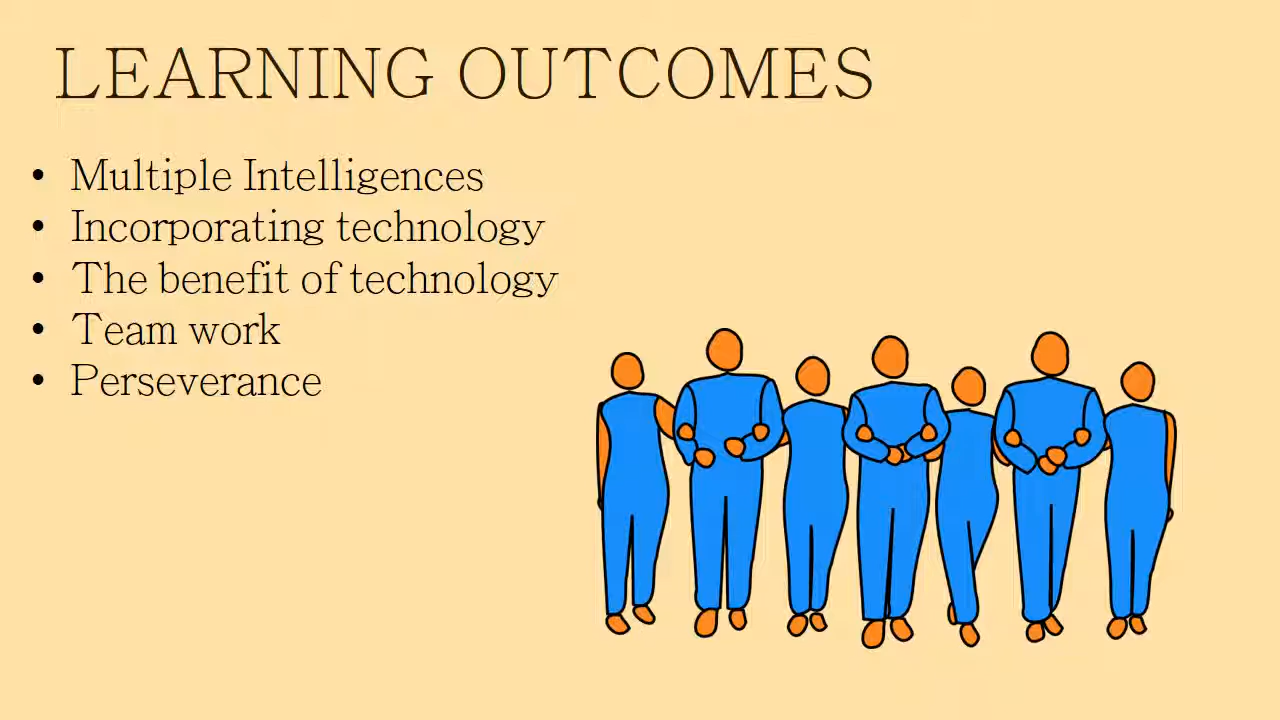 LEARNING OUTCOMES
• Multiple Intelligences
• Incorporating technology
• The benefit of technology
• Team work
• Perseverance